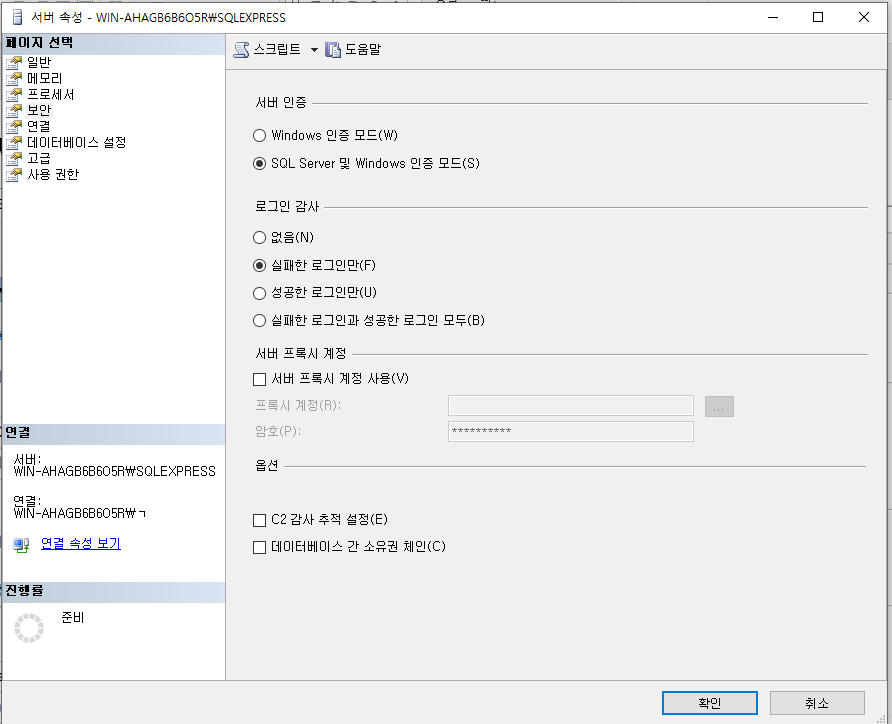 서버 속성 - WIN-AHAGB6B6O5R\SQLEXPRESS
페이지 선택
일반
메모리
프로세서
보안
연결
데이터베이스 설정
고급
사용 권한
스크립트
도움말
서버 인증
Windows 인증 모드(W)
SQL Server 및 Windows 인증 모드(S)
로그인 감사
없음(N)
실패한 로그인만(F)
성공한 로그인만(U)
실패한 로그인과 성공한 로그인 모두(B)
서버 프록시 계정
서버 프록시 계정 사용(V)
프록시 계정(R):
...
암호(P):
**********
옵션
C2 감사 추적 설정(E)
데이터베이스 간 소유권 체인(C)
연결
서버:
WIN-AHAGB6B6O5R\SQLEXPRESS
연결:
WIN-AHAGB6B6O5R\ㄱ
연결 속성 보기
진행률
준비
확인
취소